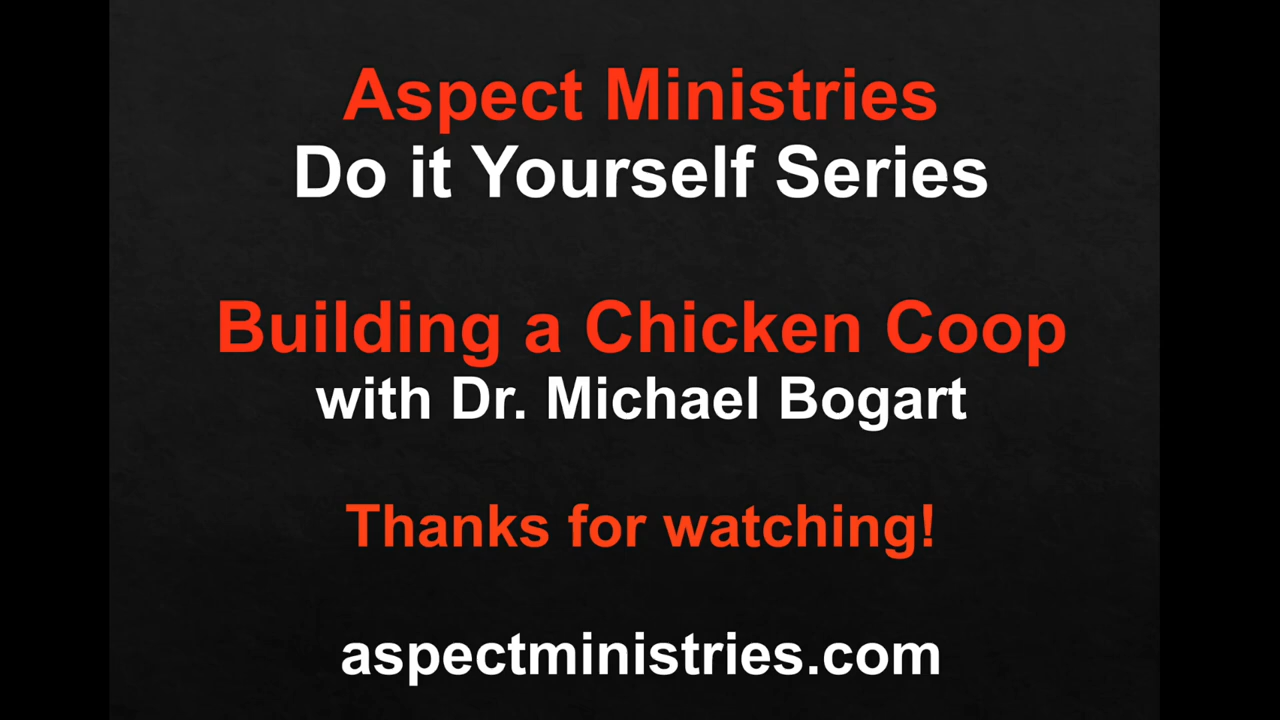 Aspect Ministries
Do it Yourself Series
Building a Chicken Coop
with Dr. Michael Bogart
Thanks for watching!
aspectministries.com